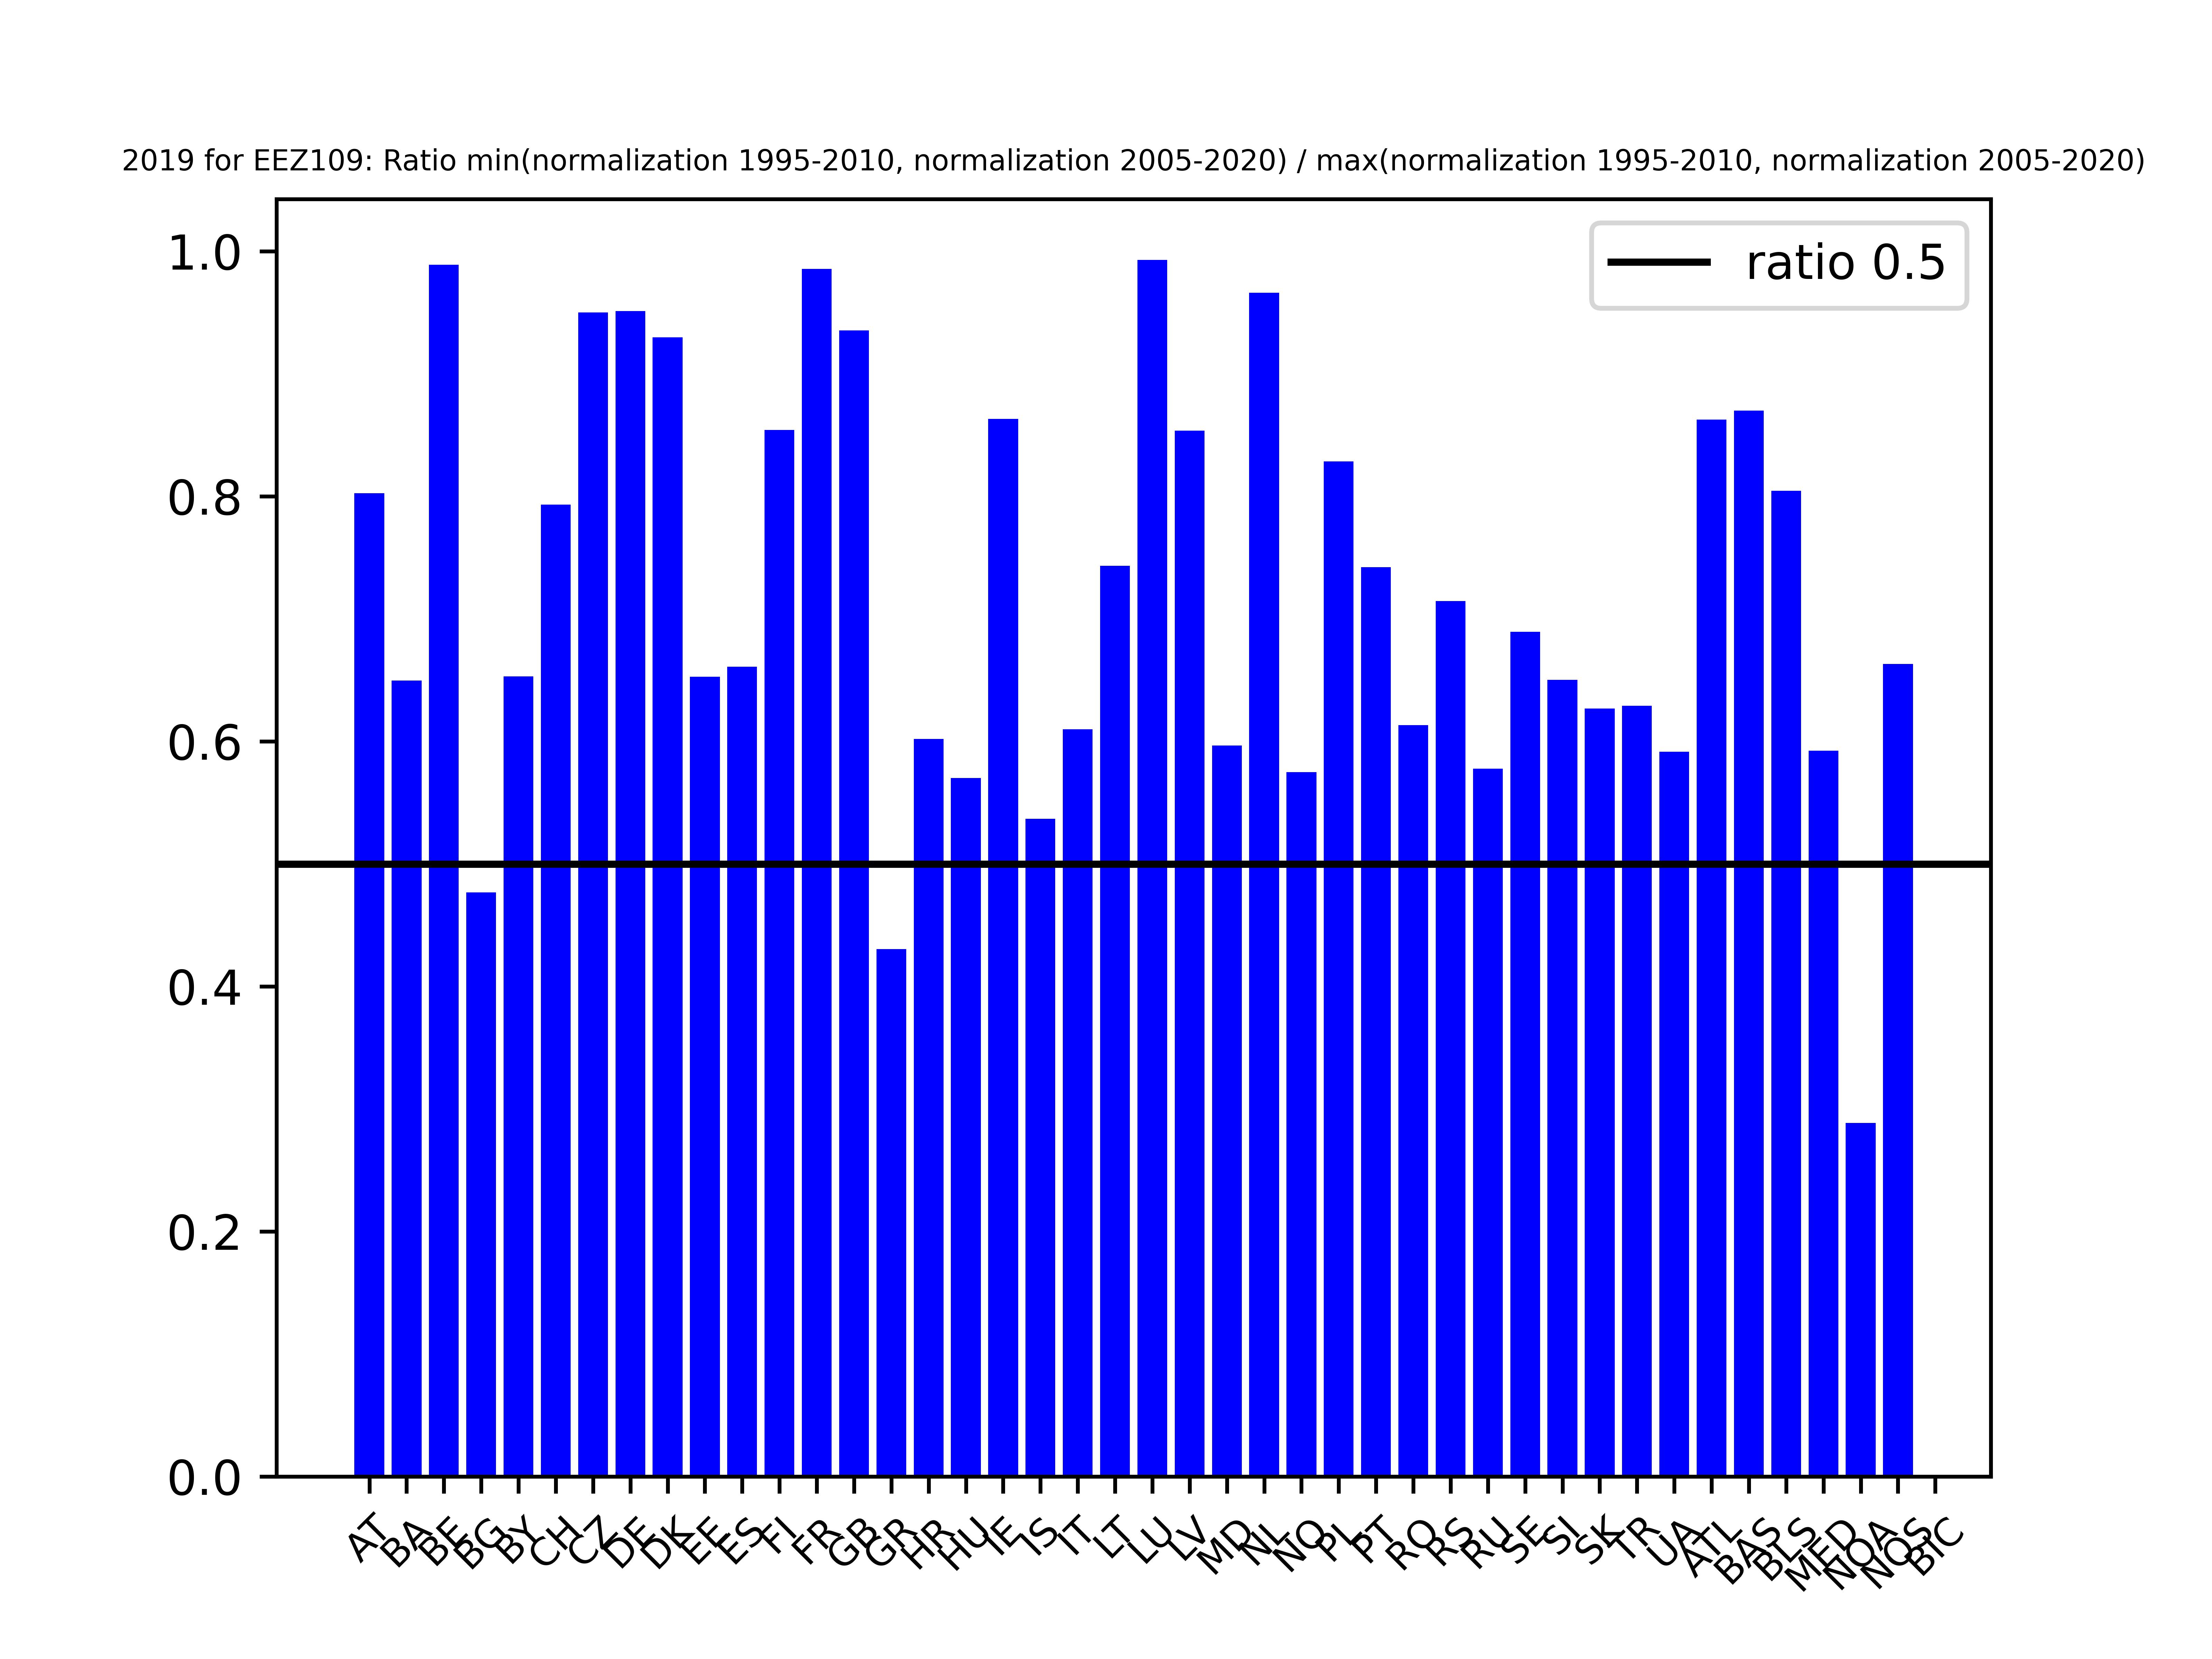 2019 for EEZ109: Ratio min(normalization 1995-2010, normalization 2005-2020) / max(normalization 1995-2010, normalization 2005-2020)
ratio 0.5
1.0
0.8
0.6
0.4
0.2
0.0
AT BA BE BG BY CH CZ DE DK EE ES FI FR GB GR HR HU IE IS IT LT LU LV MD NL NO PL PT RO RS RU SE SI SK TR UA ATL BAS BLS MED NOA NOS BIC